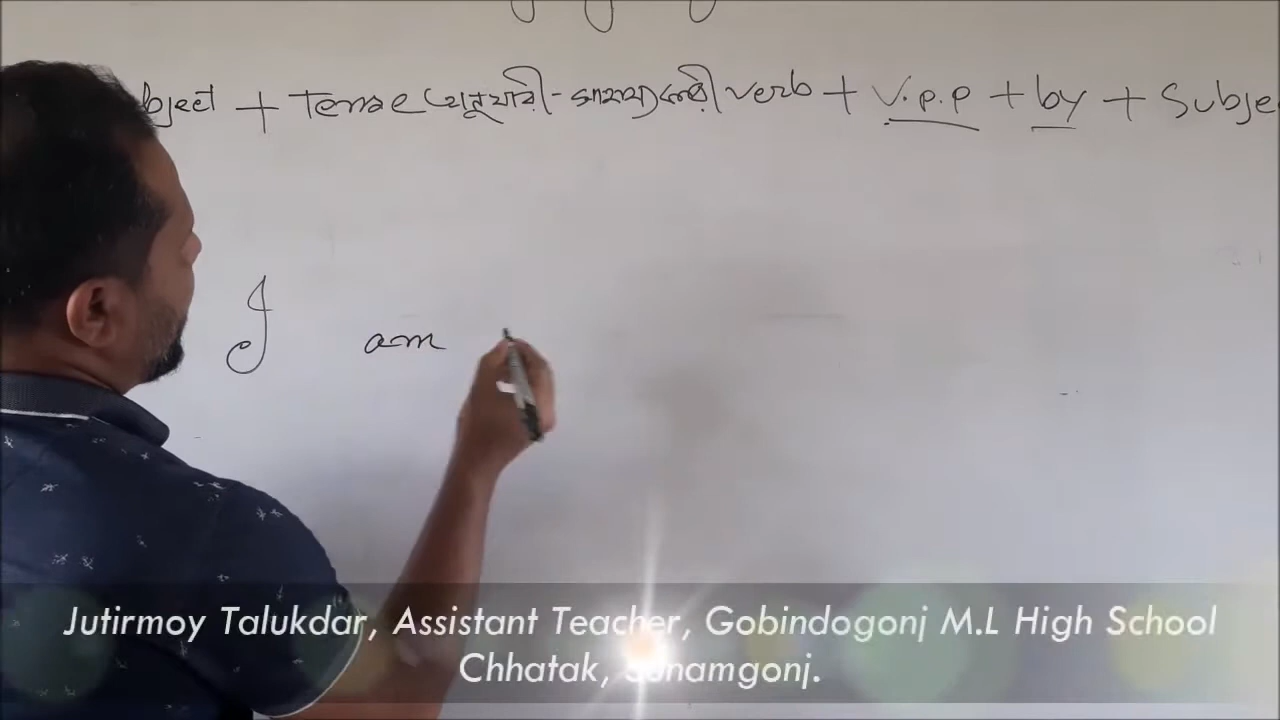 bject + Tense অনুযায়ী - সাহায্যকারী verb + V.p.p + by + Subje
I am
Jutirmoy Talukdar, Assistant Teacher, Gobindogonj M.L High School
Chhatak, Sunamgonj.